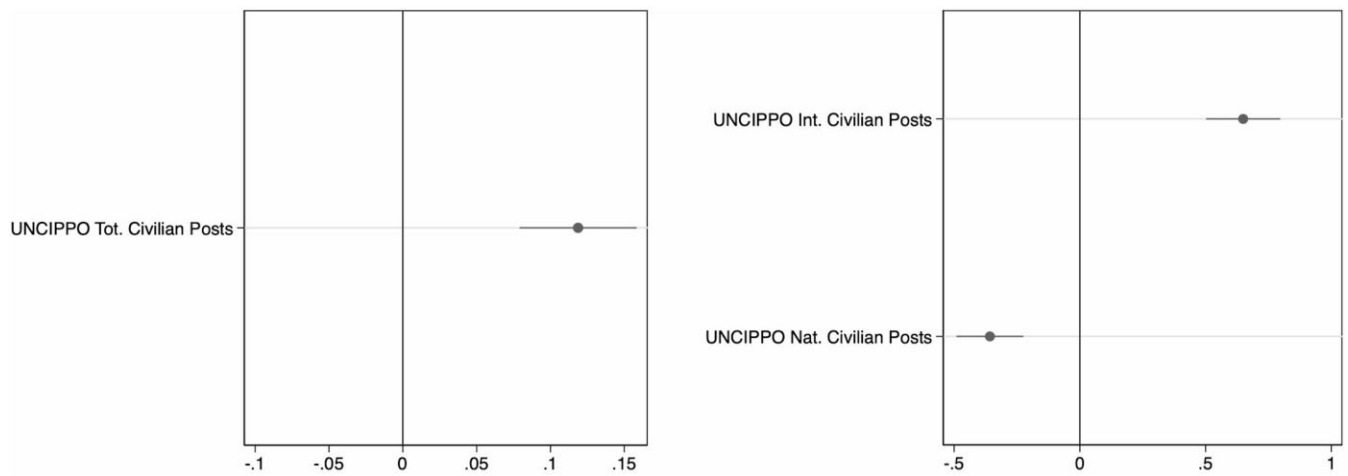 UNCIPPO Tot. Civilian Posts
-.1 -.05 0 .05 .1 .15
UNCIPPO Int. Civilian Posts
UNCIPPO Nat. Civilian Posts
-.5 0 .5 1